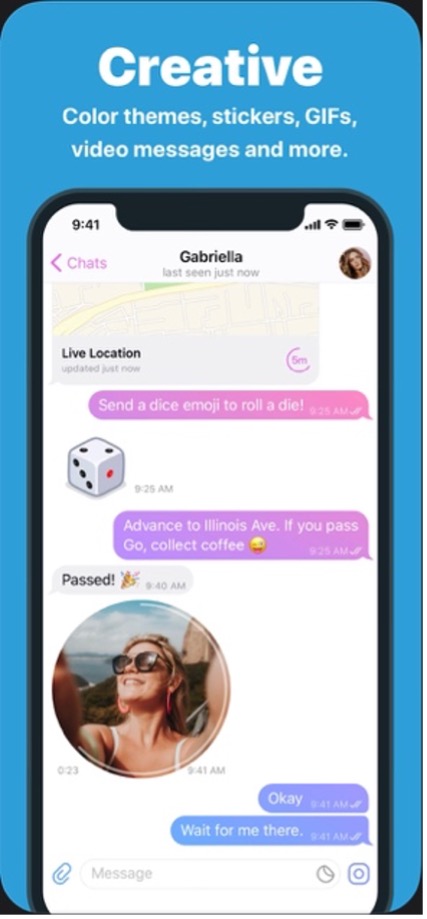 Creative
Color themes, stickers, GIFs,
video messages and more.
9:41
Chats
Gabriella
last seen just now
Live Location
updated just now
5m
Send a dice emoji to roll a die! 9:25 AM
9:25 AM
Advance to Illinois Ave. If you pass
Go, collect coffee 😜 9:25 AM
Passed! 🎉 9:40 AM
0:23
9:41 AM
Okay 9:41 AM
Wait for me there. 9:41 AM
Message